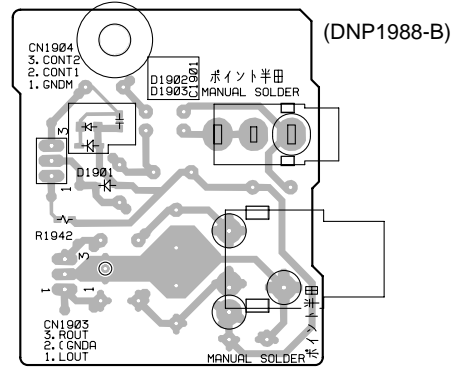 (DNP1988-B)
CN1904
3. CONT2
2. CONT1
1. GNDM
D1902
D1903
C1901
ポイント半田
MANUAL SOLDER
3
1
D1901
R1942
3
1
1
CN1903
3. ROUT
2. GNDA
1. LOUT
MANUAL SOLDER
ポイント半田